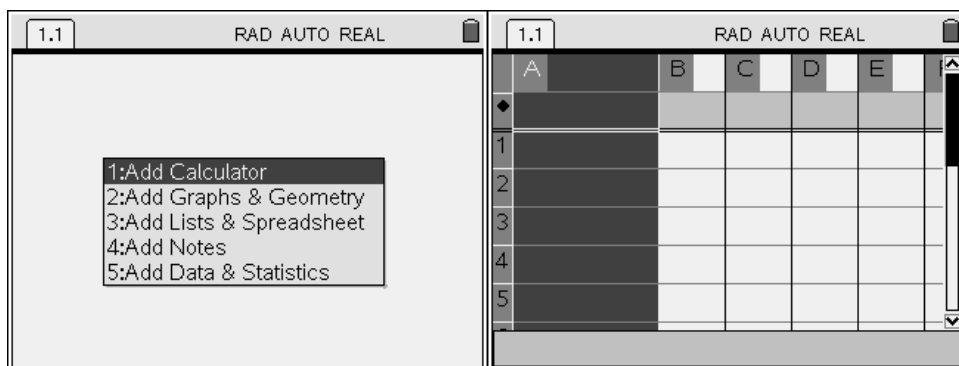 1.1 RAD AUTO REAL
1:Add Calculator
2:Add Graphs & Geometry
3:Add Lists & Spreadsheet
4:Add Notes
5:Add Data & Statistics
1.1 RAD AUTO REAL
A B C D E
1
2
3
4
5